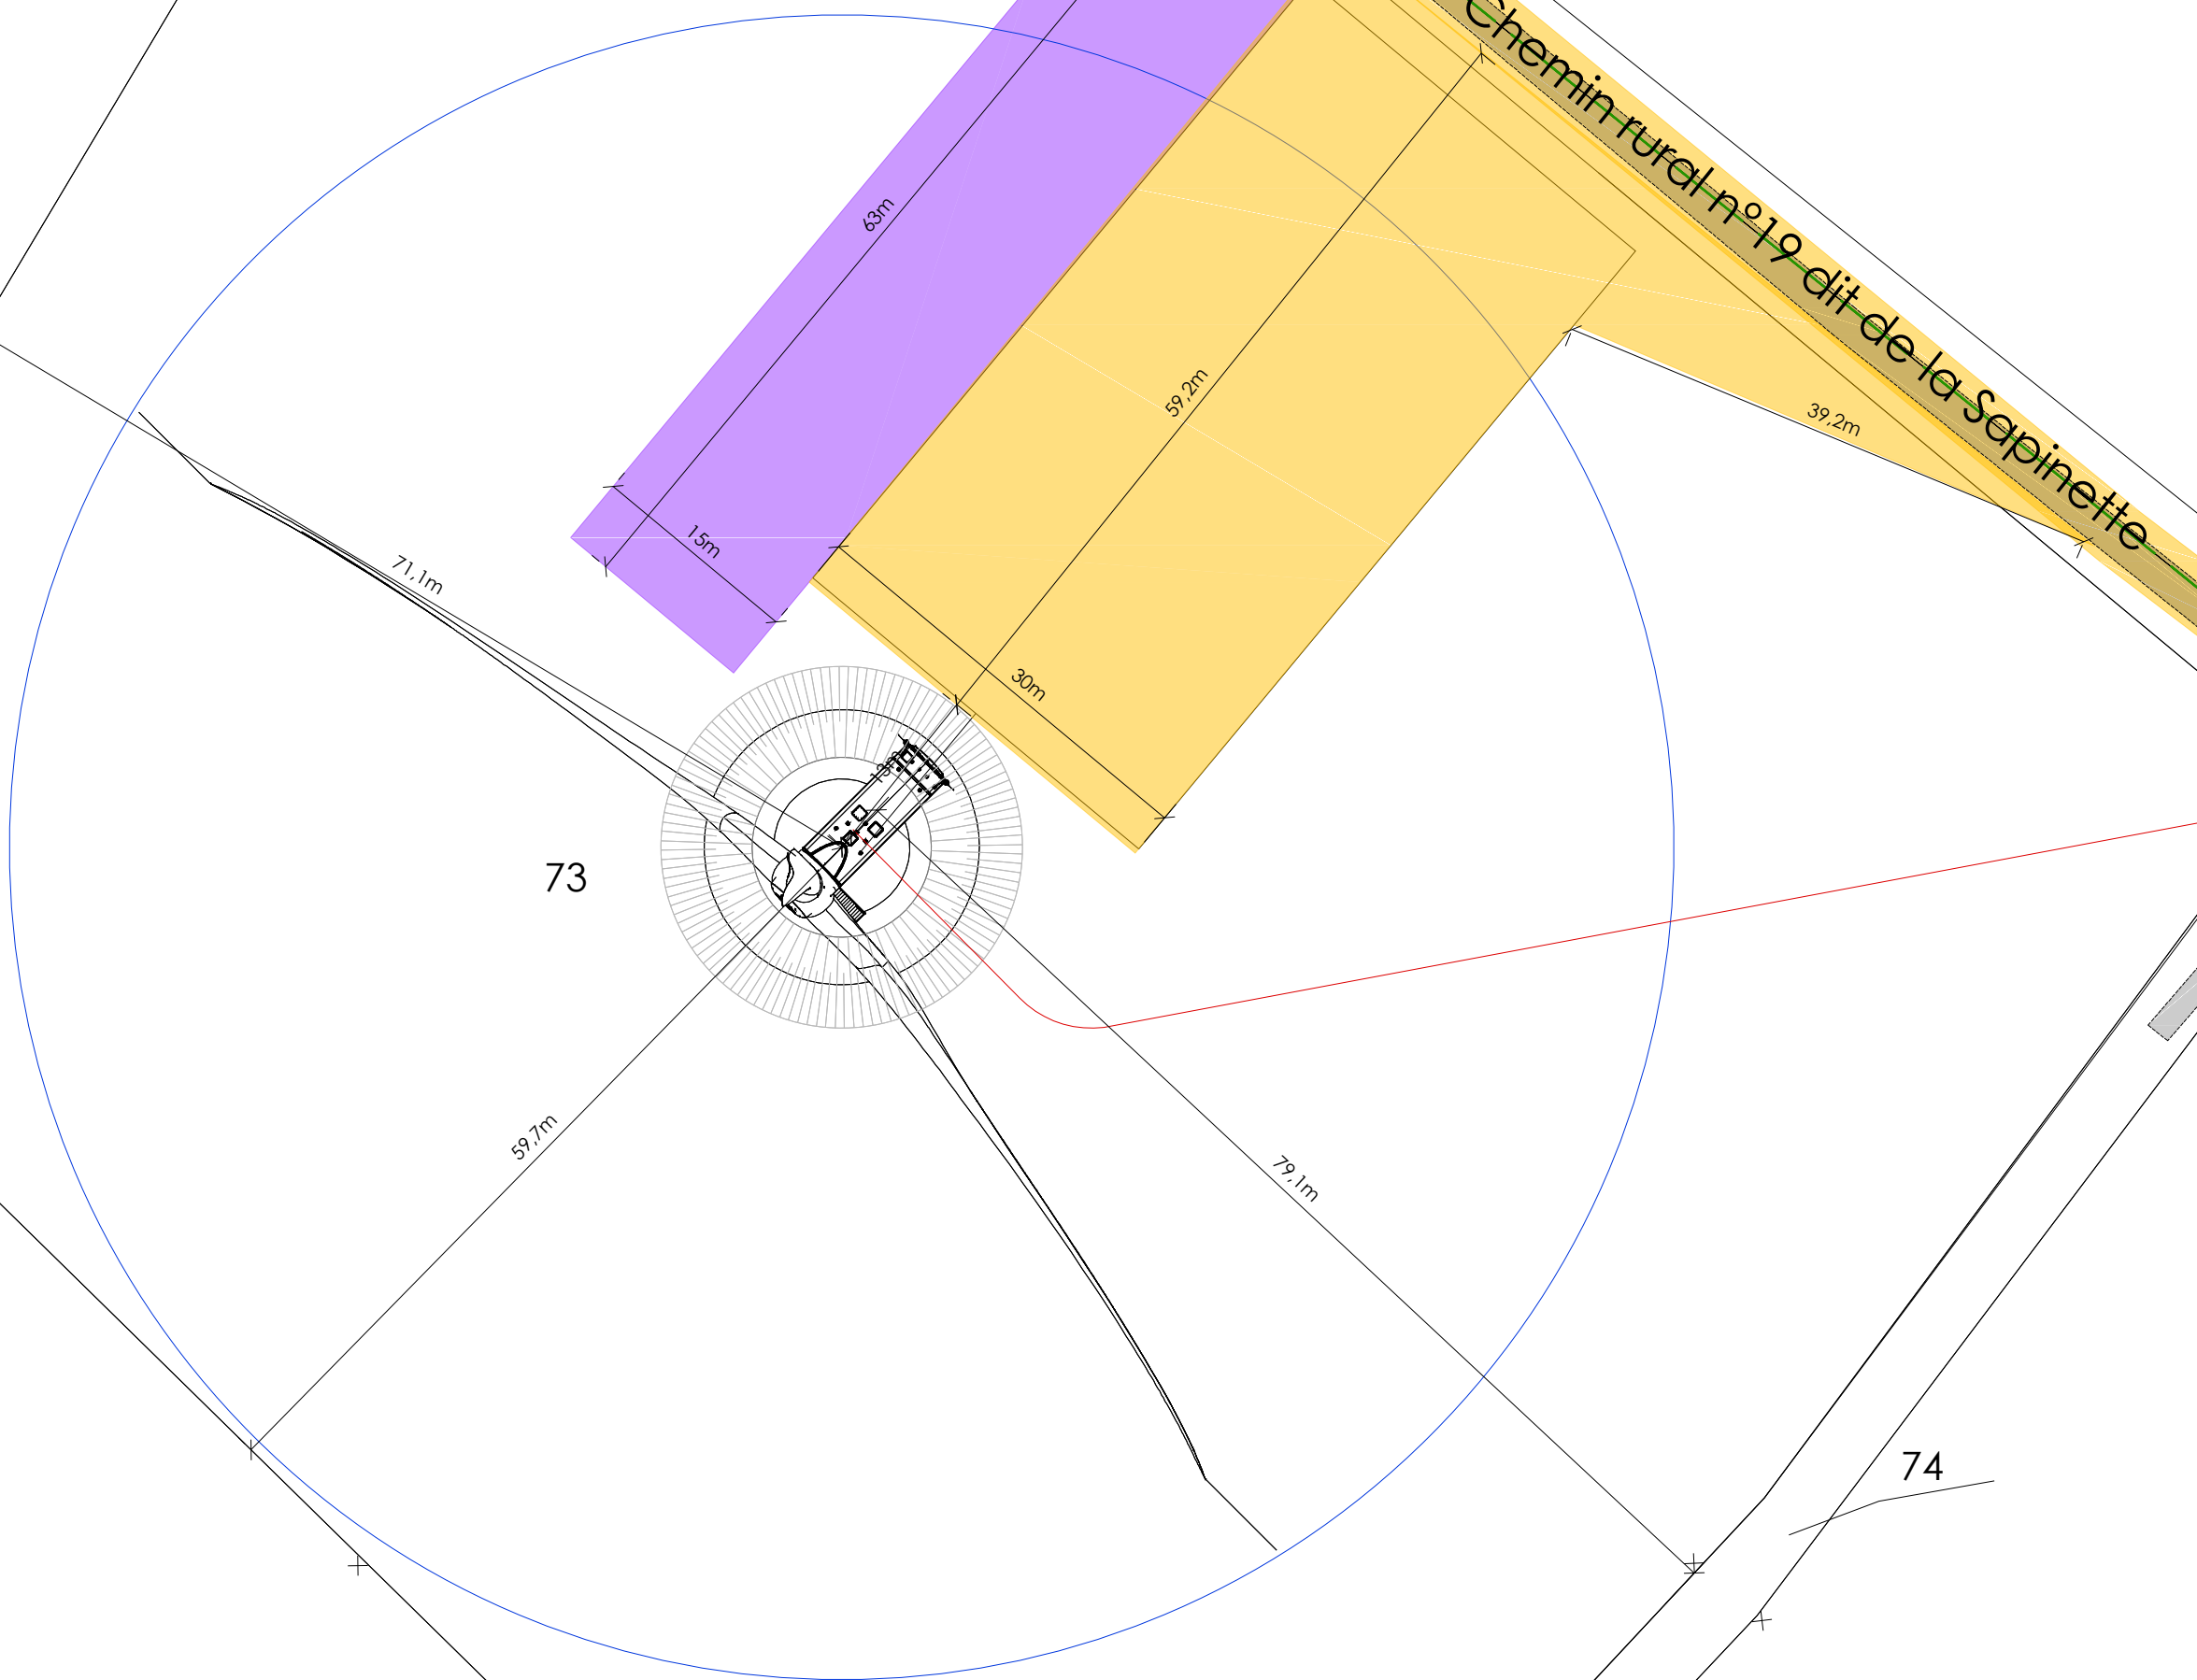 Chemin rural n°19 dit de la Sapinette
63m
59,2m
39,2m
15m
71,1m
30m
13m
73
59,7m
79,1m
74